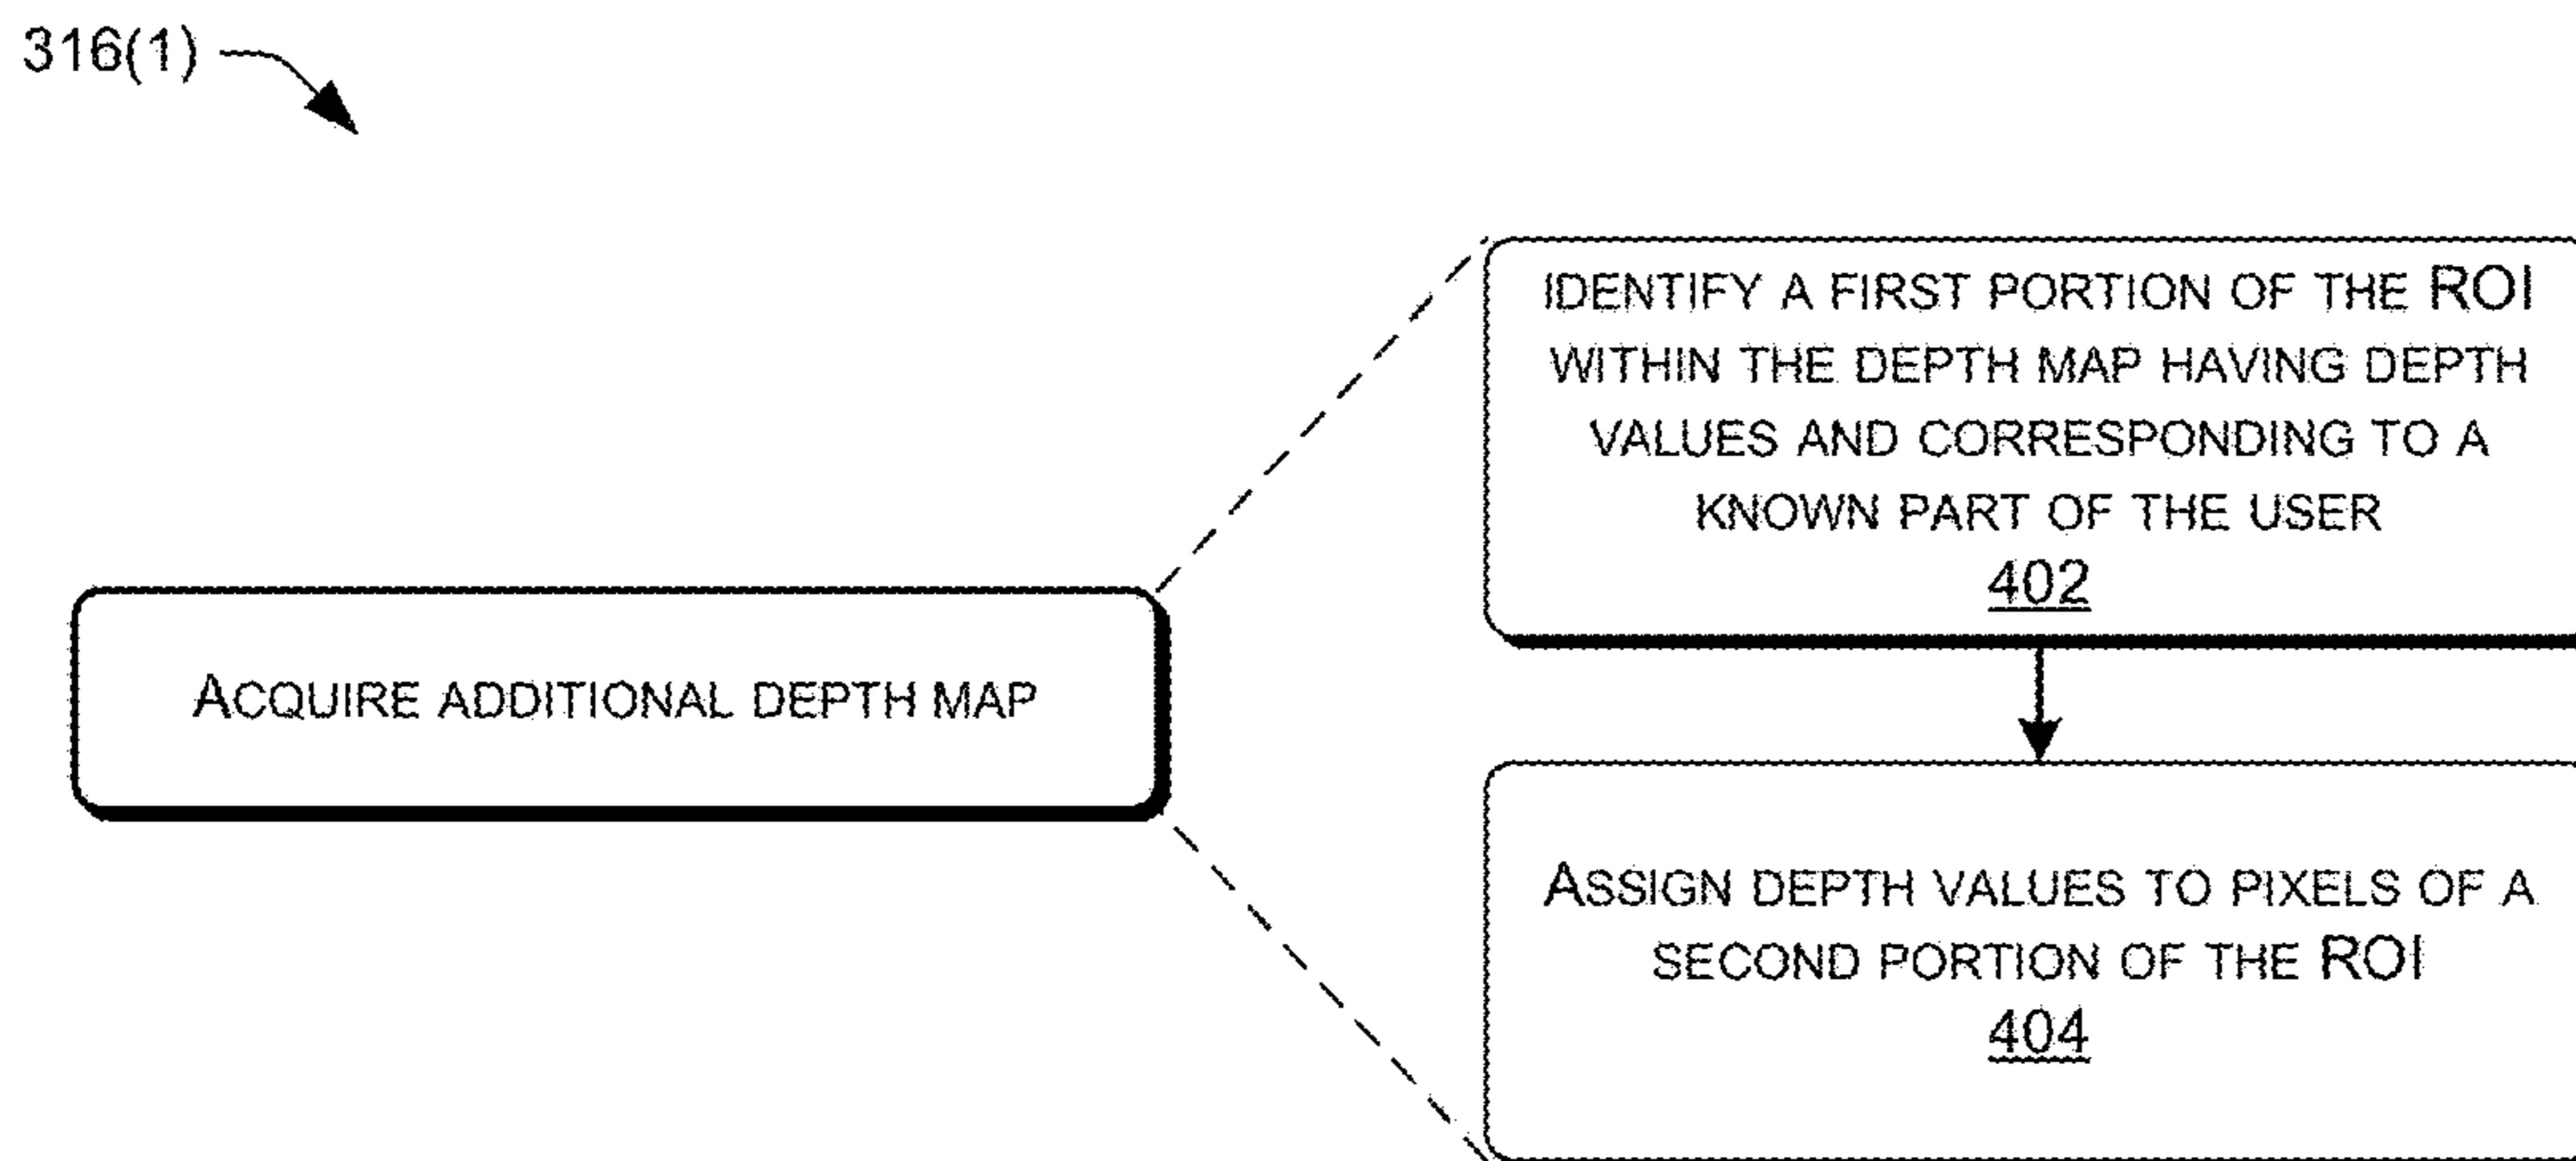 316(1)
IDENTIFY A FIRST PORTION OF THE ROI
WITHIN THE DEPTH MAP HAVING DEPTH
VALUES AND CORRESPONDING TO A
KNOWN PART OF THE USER
402
ACQUIRE ADDITIONAL DEPTH MAP
ASSIGN DEPTH VALUES TO PIXELS OF A
SECOND PORTION OF THE ROI
404